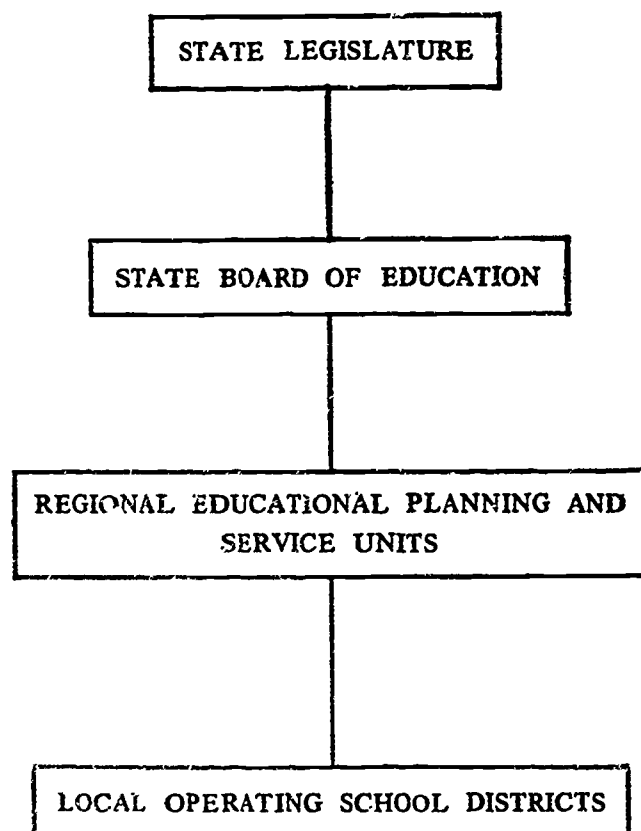 STATE LEGISLATURE
STATE BOARD OF EDUCATION
REGIONAL EDUCATIONAL PLANNING AND
SERVICE UNITS
LOCAL OPERATING SCHOOL DISTRICTS